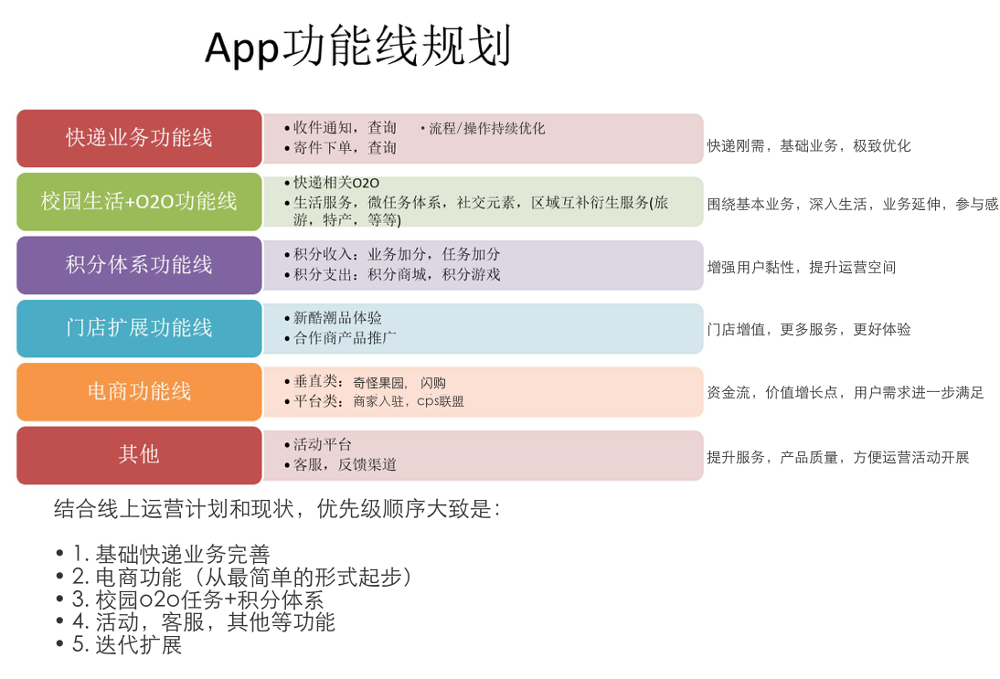 App功能线规划
快递业务功能线
•收件通知，查询 •流程/操作持续优化
•寄件下单，查询
快递刚需，基础业务，极致优化
校园生活+O2O功能线
•快递相关O2O
•生活服务，微任务体系，社交元素，区域互补衍生服务(旅
游，特产，等等)
围绕基本业务，深入生活，业务延伸，参与感
积分体系功能线
•积分收入：业务加分，任务加分
•积分支出：积分商城，积分游戏
增强用户黏性，提升运营空间
门店扩展功能线
•新酷潮品体验
•合作商产品推广
门店增值，更多服务，更好体验
电商功能线
•垂直类：奇怪果园，闪购
•平台类：商家入驻，cps联盟
资金流，价值增长点，用户需求进一步满足
其他
•活动平台
•客服，反馈渠道
提升服务，产品质量，方便运营活动开展
结合线上运营计划和现状，优先级顺序大致是：
•1. 基础快递业务完善
•2. 电商功能（从最简单的形式起步）
•3. 校园o2o任务+积分体系
•4. 活动，客服，其他等功能
•5. 迭代扩展